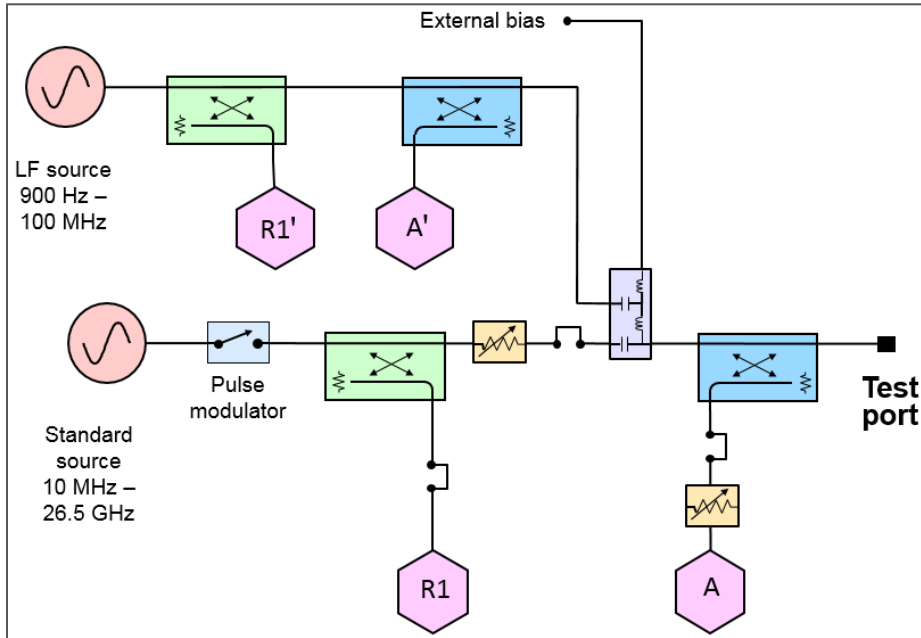 External bias
LF source
900 Hz –
100 MHz
R1'
A'
Pulse
modulator
Test
port
Standard
source
10 MHz –
26.5 GHz
R1
A